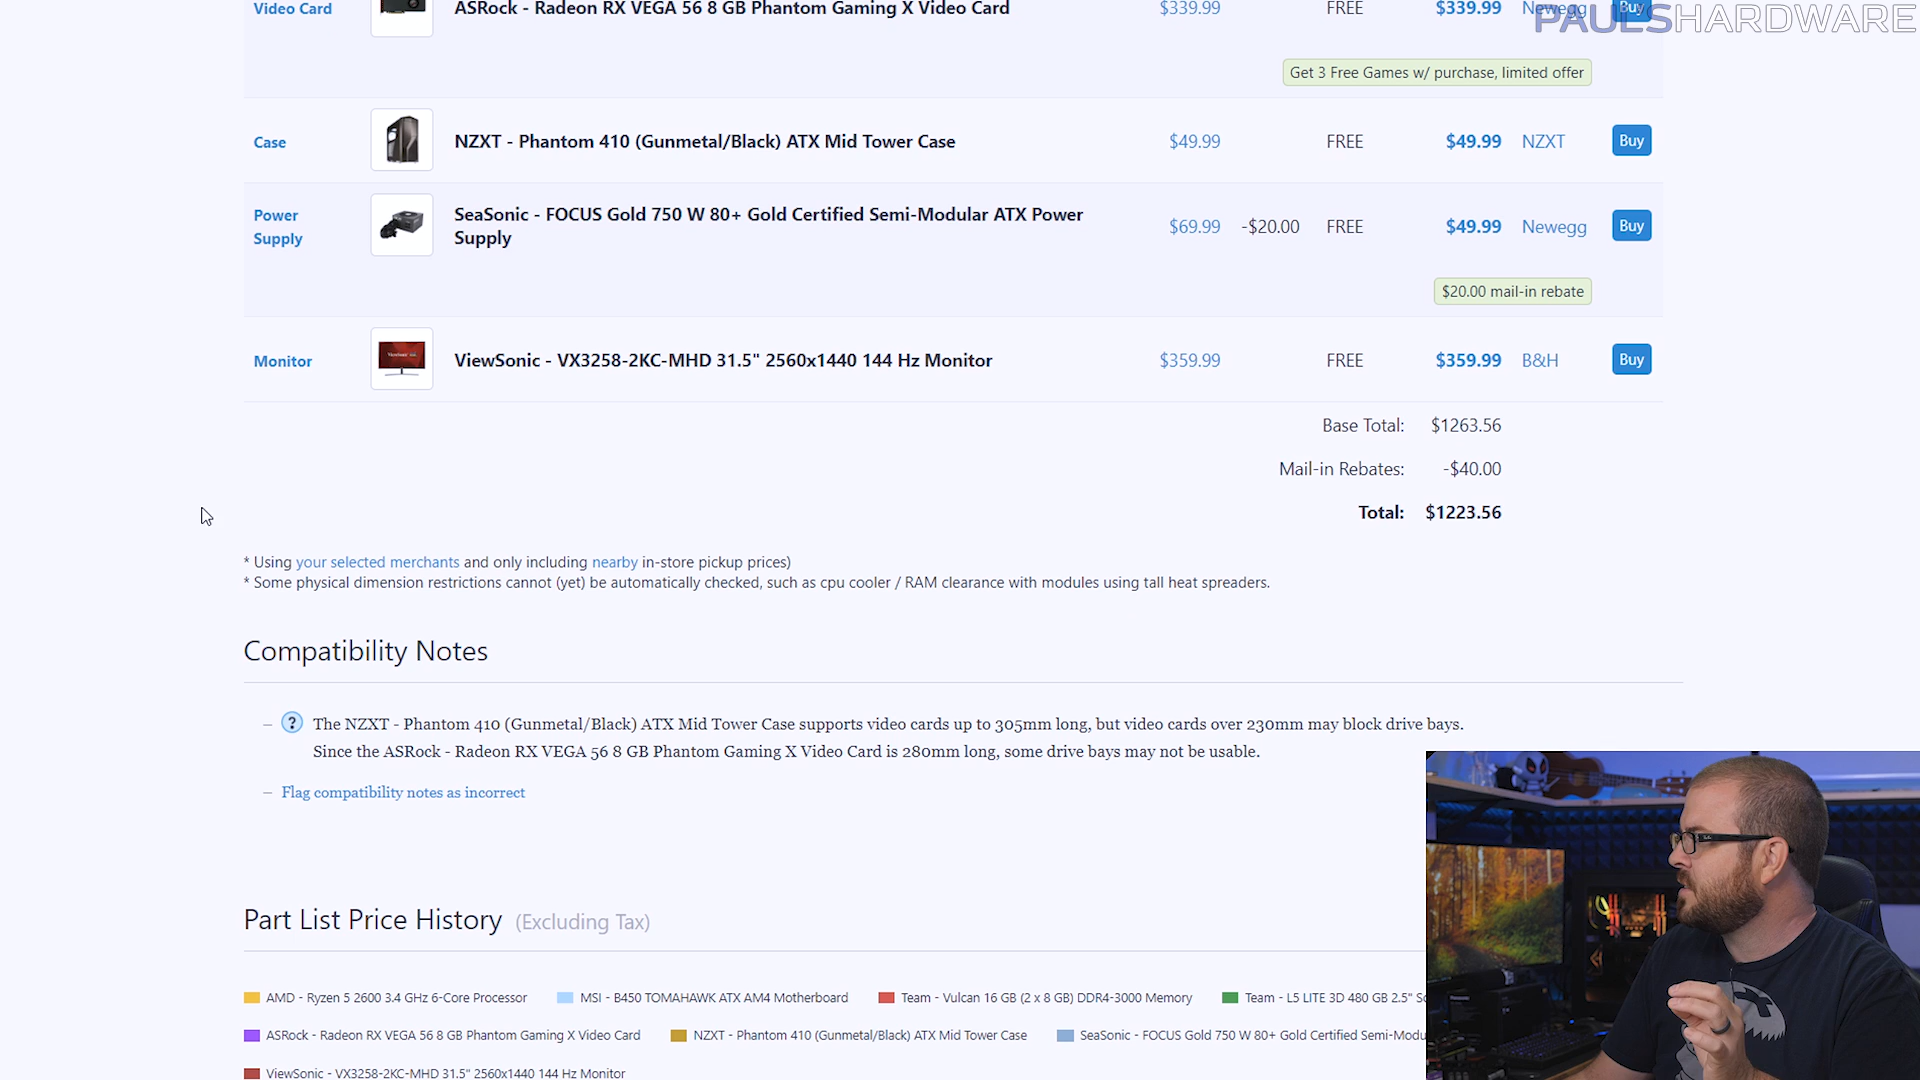 Video Card ASRock - Radeon RX VEGA 56 8 GB Phantom Gaming X Video Card $339.99 FREE $339.99 Newegg Buy
PAULSHARDWARE
Get 3 Free Games w/ purchase, limited offer
Case NZXT - Phantom 410 (Gunmetal/Black) ATX Mid Tower Case $49.99 FREE $49.99 NZXT Buy
Power Supply SeaSonic - FOCUS Gold 750 W 80+ Gold Certified Semi-Modular ATX Power Supply $69.99 -$20.00 FREE $49.99 Newegg Buy
$20.00 mail-in rebate
Monitor ViewSonic - VX3258-2KC-MHD 31.5" 2560x1440 144 Hz Monitor $359.99 FREE $359.99 B&H Buy
Base Total: $1263.56
Mail-in Rebates: -$40.00
Total: $1223.56
* Using your selected merchants and only including nearby in-store pickup prices)
* Some physical dimension restrictions cannot (yet) be automatically checked, such as cpu cooler / RAM clearance with modules using tall heat spreaders.
Compatibility Notes
– ? The NZXT - Phantom 410 (Gunmetal/Black) ATX Mid Tower Case supports video cards up to 305mm long, but video cards over 230mm may block drive bays.
Since the ASRock - Radeon RX VEGA 56 8 GB Phantom Gaming X Video Card is 280mm long, some drive bays may not be usable.
– Flag compatibility notes as incorrect
Part List Price History (Excluding Tax)
AMD - Ryzen 5 2600 3.4 GHz 6-Core Processor MSI - B450 TOMAHAWK ATX AM4 Motherboard Team - Vulcan 16 GB (2 x 8 GB) DDR4-3000 Memory Team - L5 LITE 3D 480 GB 2.5" S
ASRock - Radeon RX VEGA 56 8 GB Phantom Gaming X Video Card NZXT - Phantom 410 (Gunmetal/Black) ATX Mid Tower Case SeaSonic - FOCUS Gold 750 W 80+ Gold Certified Semi-Modu
ViewSonic - VX3258-2KC-MHD 31.5" 2560x1440 144 Hz Monitor